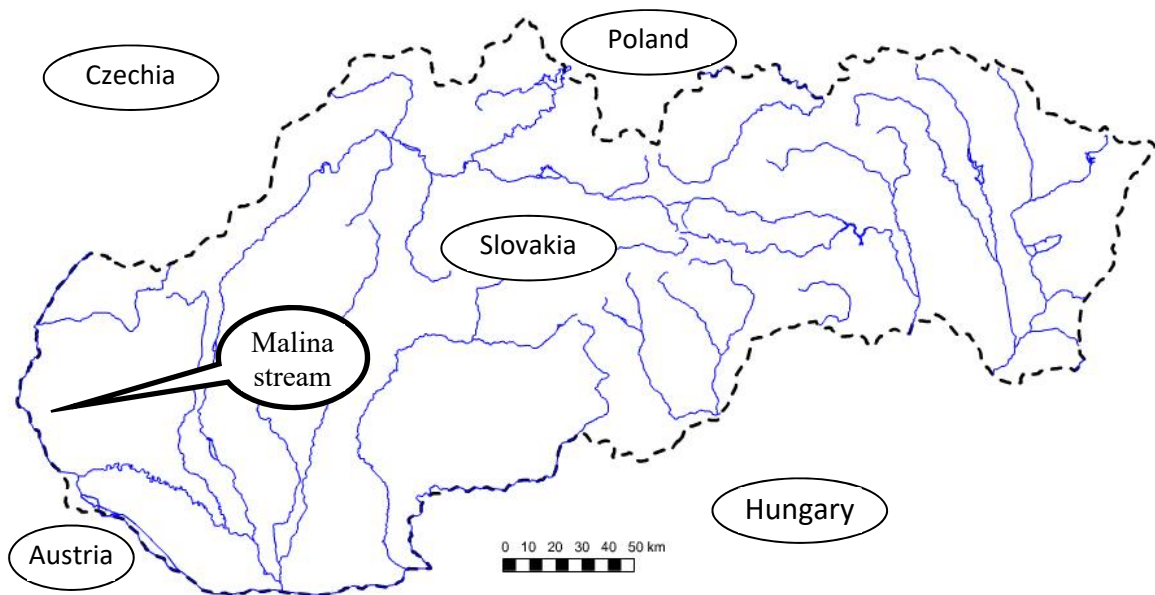 Poland
Czechia
Slovakia
Malina
stream
Hungary
Austria
0 10 20 30 40 50 km